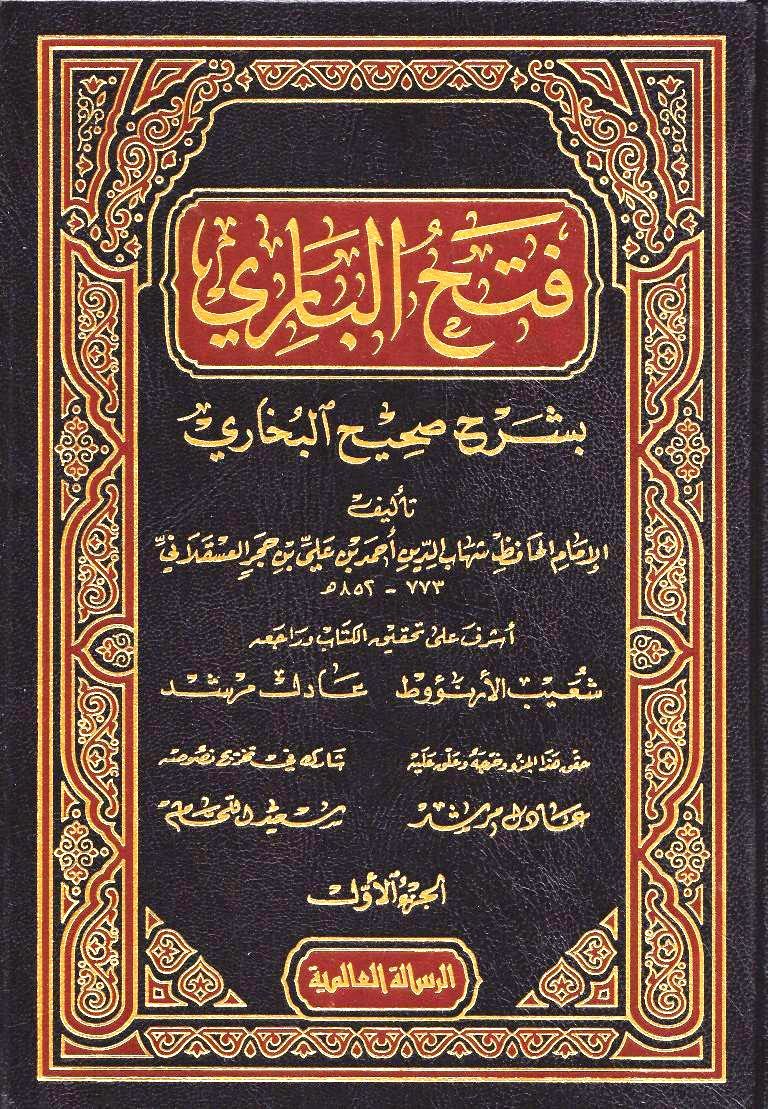 فتح الباري
بشرح صحيح البخاري
تأليف
الإمام الحافظ شهاب الدين أحمد بن علي بن حجر العسقلاني
٧٧٣ - ٨٥٢ هـ
أشرف على تحقيق الكتاب وراجعه
شعيب الأرنؤوط عادل مرشد
حقق هذا الجزء وخرجه وعلق عليه شارك في تخريج نصوصه
عادل مرشد سعيد اللحام
الجزء الأول
الرسالة العالمية